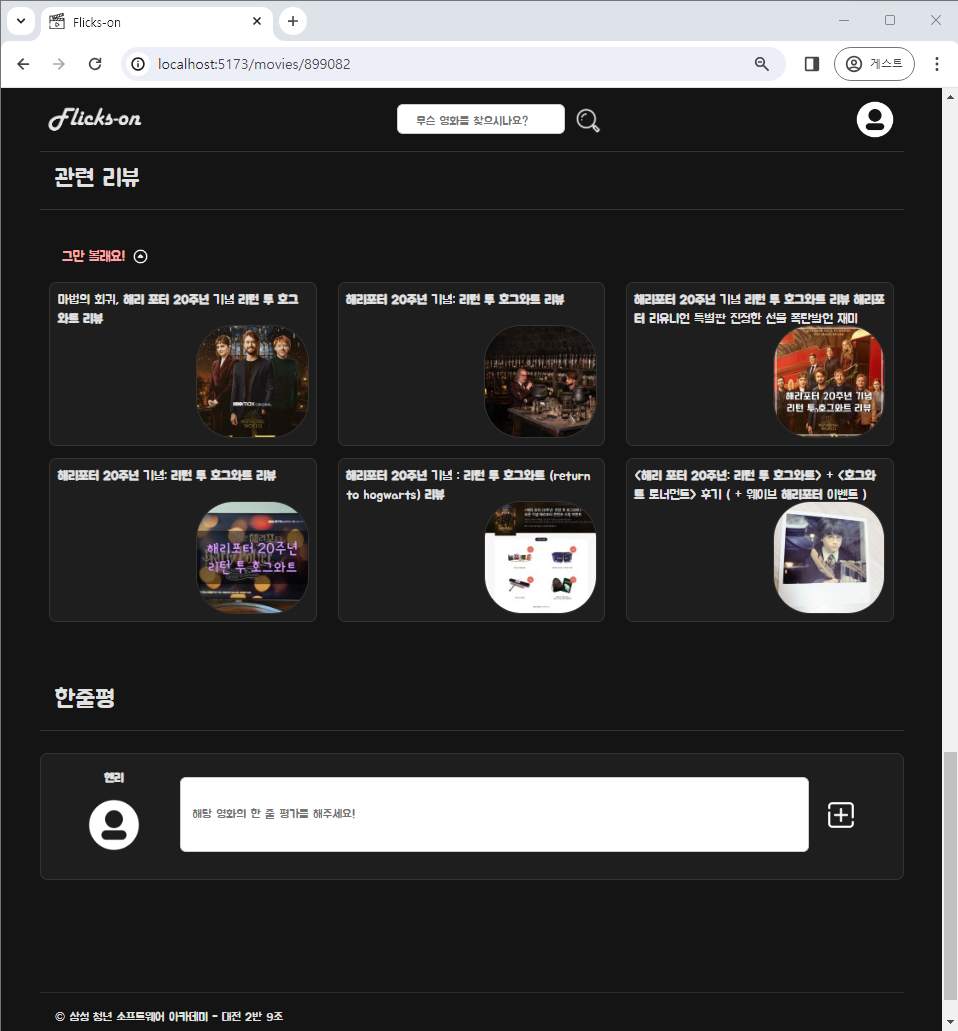 Flicks-on
localhost:5173/movies/899082
게스트
Flicks-on
무슨 영화를 찾으시나요?
관련 리뷰
그만 볼래요!
마법의 회귀, 해리 포터 20주년 기념 리턴 투 호그
와트 리뷰
해리포터 20주년 기념: 리턴 투 호그와트 리뷰
해리포터 20주년 기념 리턴 투 호그와트 리뷰 해리포
터 리유니언 특별판 진정한 선을 폭탄발언 재미
HBOMAX ORIGINAL
해리포터 20주년 기념
리턴 투 호그와트 리뷰
해리포터 20주년 기념: 리턴 투 호그와트 리뷰
해리포터 20주년 기념 : 리턴 투 호그와트 (return
to hogwarts) 리뷰
<해리 포터 20주년: 리턴 투 호그와트> + <호그와
트 토너먼트> 후기 ( + 웨이브 해리포터 이벤트 )
해리포터 20주년
리턴 투 호그와트
한줄평
헨리
해당 영화의 한 줄 평가를 해주세요!
© 삼성 청년 소프트웨어 아카데미 - 대전 2반 9조